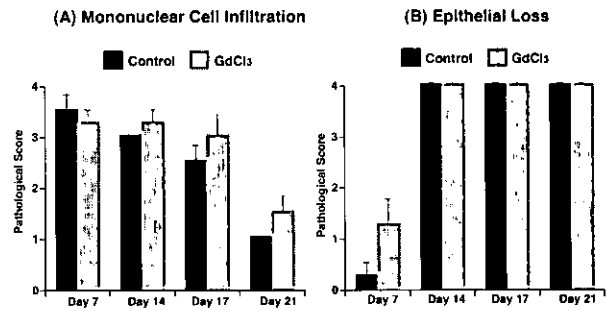 (A) Mononuclear Cell Infiltration
Control GdCl3
Pathological Score
4
3
2
1
0
Day 7 Day 14 Day 17 Day 21
(B) Epithelial Loss
Control GdCl3
Pathological Score
4
3
2
1
0
Day 7 Day 14 Day 17 Day 21